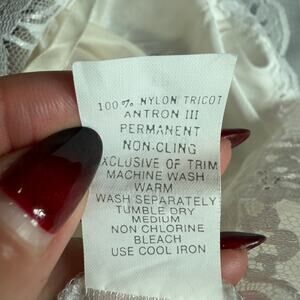 100% NYLON TRICOT
ANTRON III
PERMANENT
NON-CLING
XCLUSIVE OF TRIM
MACHINE WASH
WARM
WASH SEPARATELY
TUMBLE DRY
MEDIUM
NON CHLORINE
BLEACH
USE COOL IRON